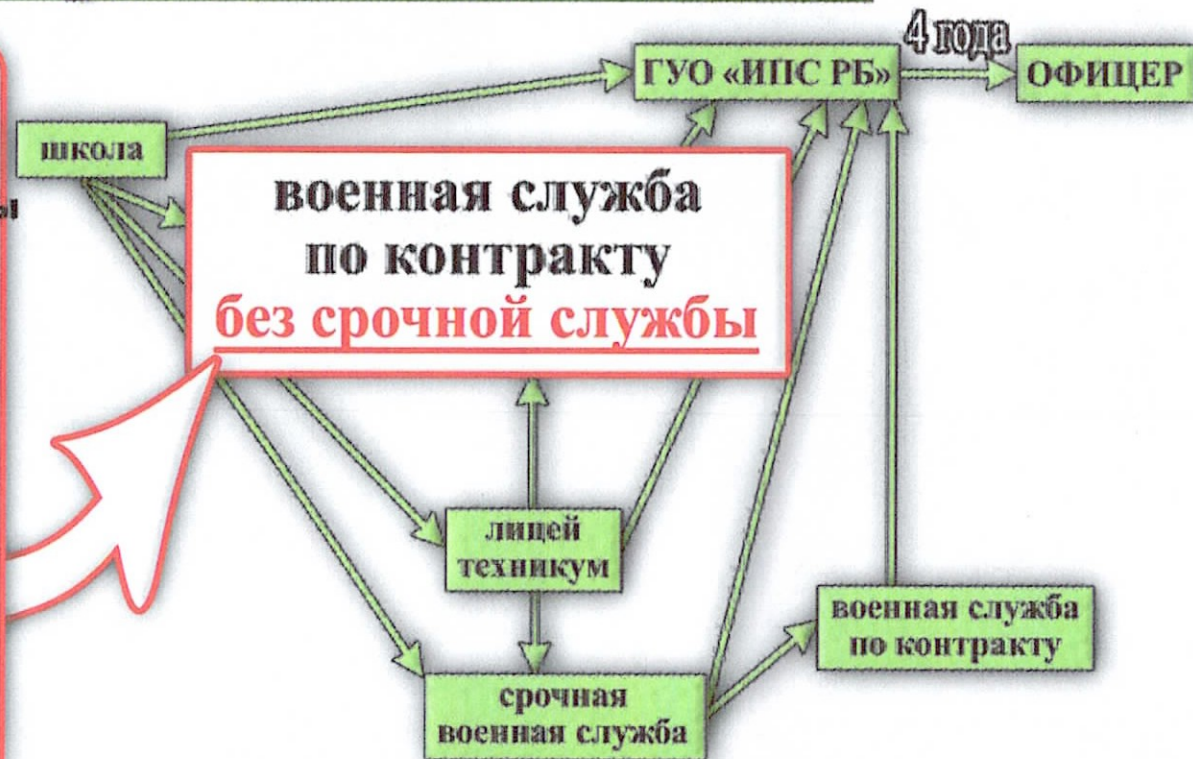 4 года
ГУО «ИПС РБ»
ОФИЦЕР
школа
ы
военная служба
по контракту
без срочной службы
лицей
техникум
военная служба
по контракту
срочная
военная служба